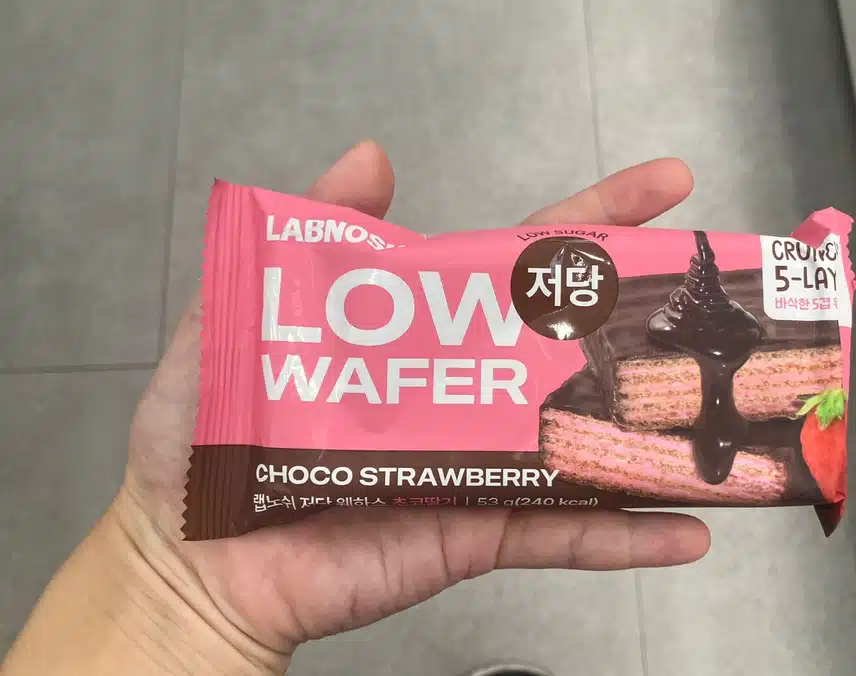 LOW SUGAR
저당
LOW
WAFER
5-LAY
바삭한 5겹
CHOCO STRAWBERRY
랩노쉬 저당 웨하스 초코딸기 | 53 g(240 kcal)